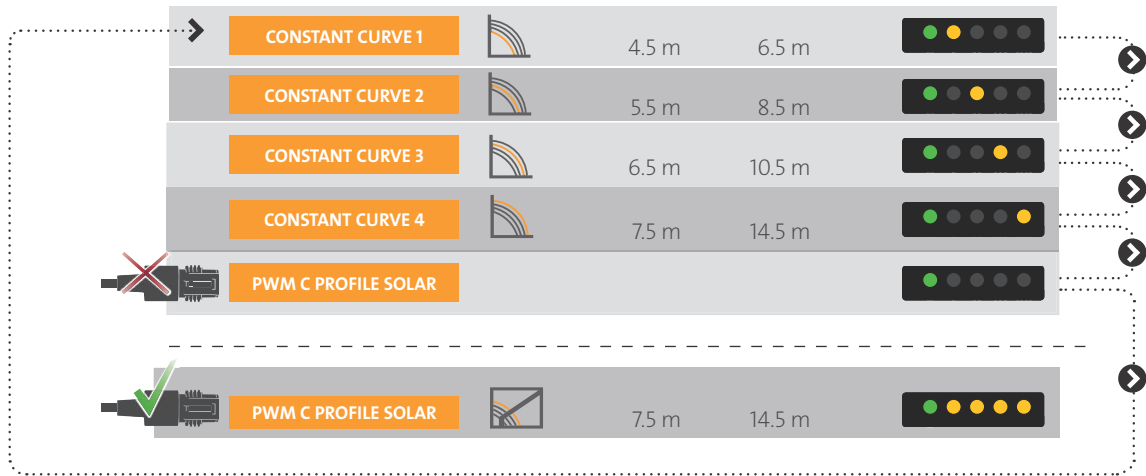 CONSTANT CURVE 1 4.5 m 6.5 m
CONSTANT CURVE 2 5.5 m 8.5 m
CONSTANT CURVE 3 6.5 m 10.5 m
CONSTANT CURVE 4 7.5 m 14.5 m
PWM C PROFILE SOLAR
PWM C PROFILE SOLAR 7.5 m 14.5 m